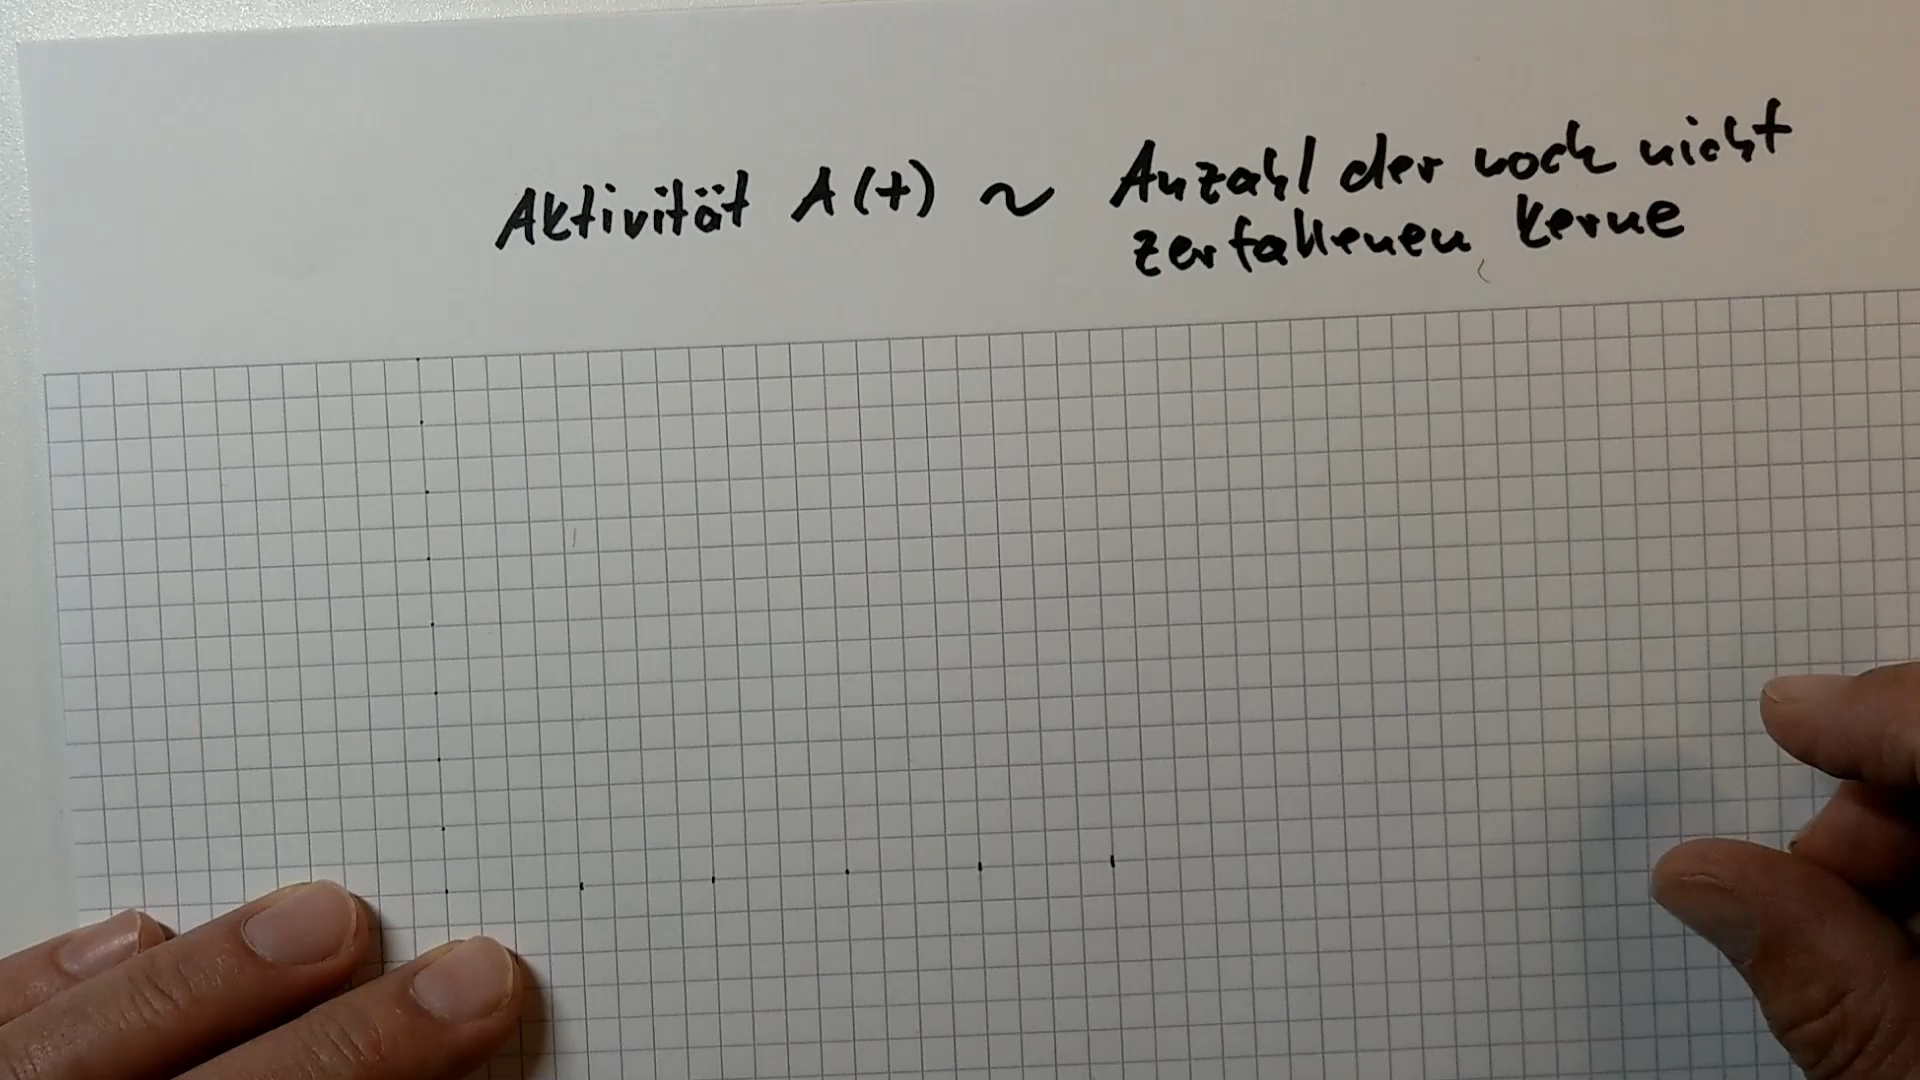 Aktivität A(t) ~ Anzahl der noch nicht
zerfallenen Kerne